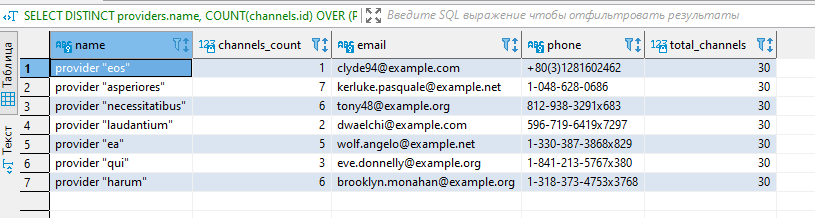 SELECT DISTINCT providers.name, COUNT(channels.id) OVER (F Введите SQL выражение чтобы отфильтровать результаты
Таблица
Текст
name channels_count email phone total_channels
1 provider "eos" 1 clyde94@example.com +80(3)1281602462 30
2 provider "asperiores" 7 kerluke.pasquale@example.net 1-048-628-0686 30
3 provider "necessitatibus" 6 tony48@example.org 812-938-3291x683 30
4 provider "laudantium" 2 dwaelchi@example.com 596-719-6419x7297 30
5 provider "ea" 5 wolf.angelo@example.net 1-330-387-3868x829 30
6 provider "qui" 3 eve.donnelly@example.org 1-841-213-5767x380 30
7 provider "harum" 6 brooklyn.monahan@example.org 1-318-373-4753x3768 30